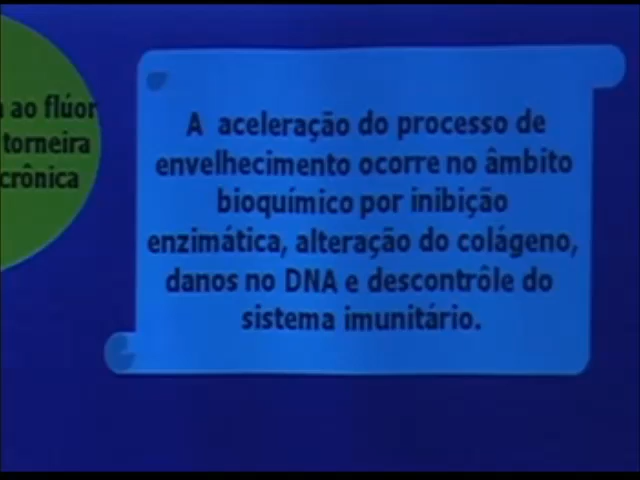 ao flúor
torneira
crônica
A aceleração do processo de
envelhecimento ocorre no âmbito
bioquímico por inibição
enzimática, alteração do colágeno,
danos no DNA e descontrôle do
sistema imunitário.